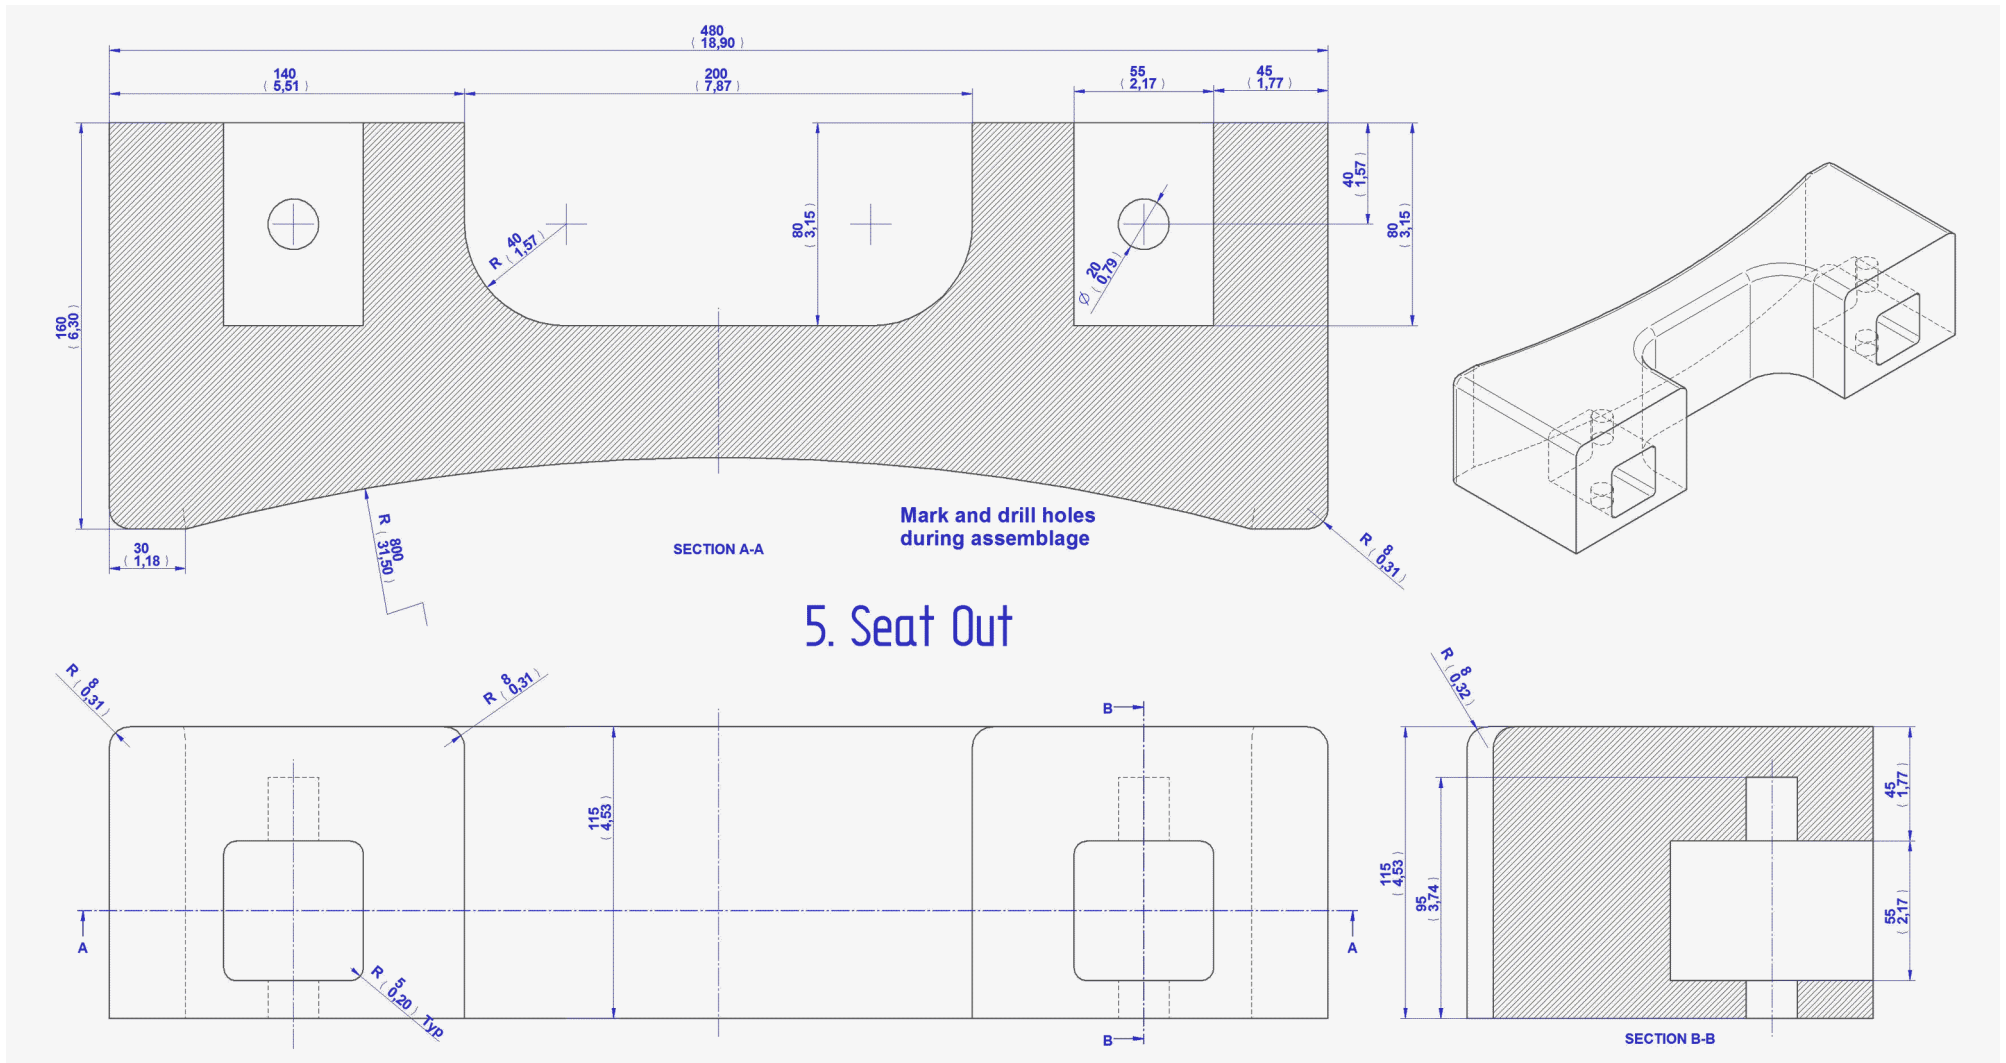 480
( 18,90 )
140
( 5,51 )
200
( 7,87 )
55
( 2,17 )
45
( 1,77 )
160
( 6,30 )
R 40
( 1,57 )
80
( 3,15 )
Ø 20
( 0,79 )
40
( 1,57 )
80
( 3,15 )
30
( 1,18 )
R 800
( 31,50 )
SECTION A-A
Mark and drill holes
during assemblage
R 8
( 0,31 )
5. Seat Out
R 8
( 0,31 )
R 8
( 0,31 )
B
R 8
( 0,32 )
115
( 4,53 )
115
( 4,53 )
95
( 3,74 )
45
( 1,77 )
55
( 2,17 )
A
A
R 5
( 0,20 ) Typ
B
SECTION B-B